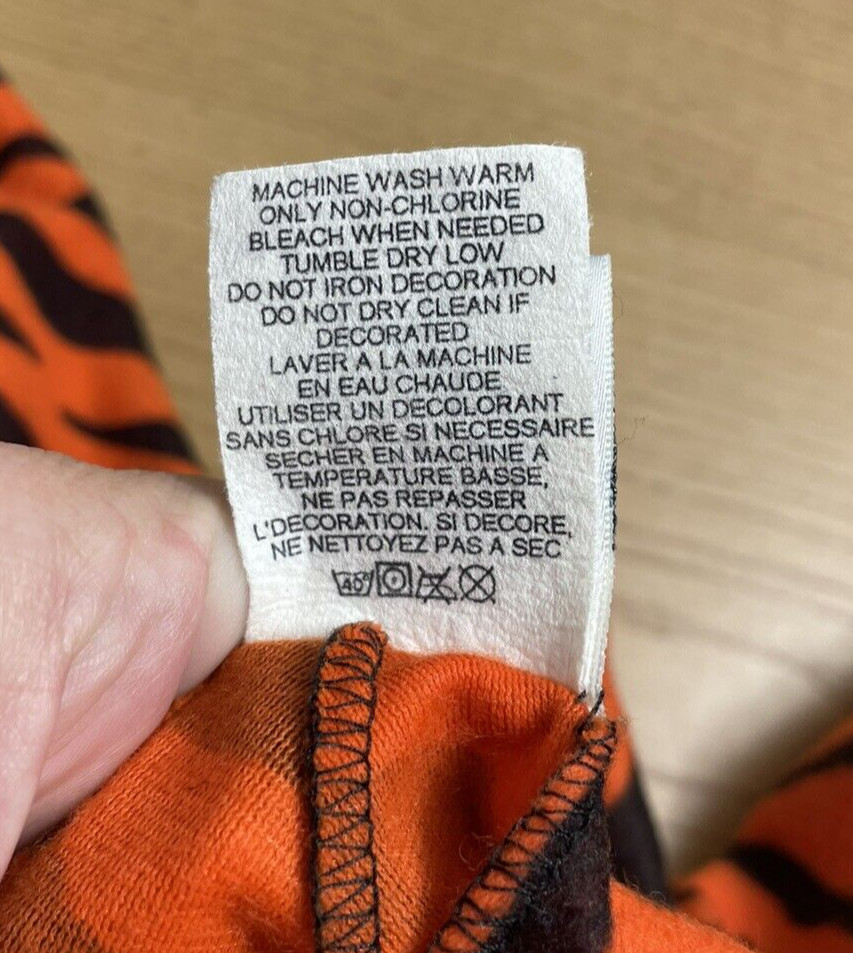 MACHINE WASH WARM
ONLY NON-CHLORINE
BLEACH WHEN NEEDED
TUMBLE DRY LOW
DO NOT IRON DECORATION
DO NOT DRY CLEAN IF
DECORATED
LAVER A LA MACHINE
EN EAU CHAUDE
UTILISER UN DECOLORANT
SANS CHLORE SI NECESSAIRE
SECHER EN MACHINE A
TEMPERATURE BASSE,
NE PAS REPASSER
L'DECORATION. SI DECORE,
NE NETTOYEZ PAS A SEC
40°